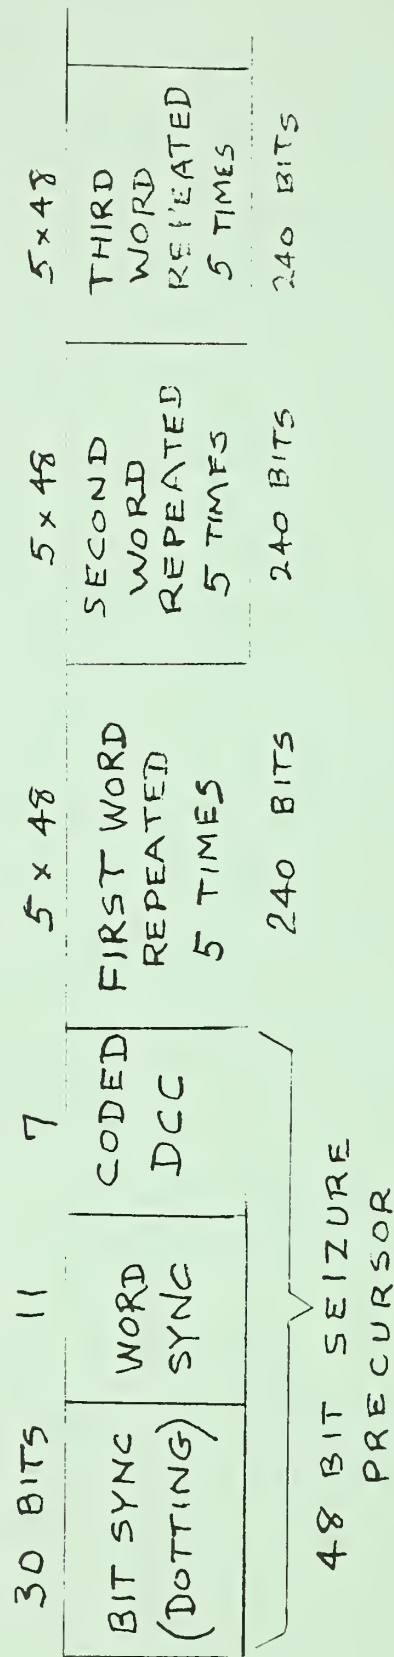 30 BITS 11 7 5 x 48 5 x 48 5 x 48
BIT SYNC
(DOTTING)
WORD
SYNC
CODED
DCC
FIRST WORD
REPEATED
5 TIMES
SECOND
WORD
REPEATED
5 TIMES
THIRD
WORD
REPEATED
5 TIMES
240 BITS 240 BITS 240 BITS
48 BIT SEIZURE
PRECURSOR